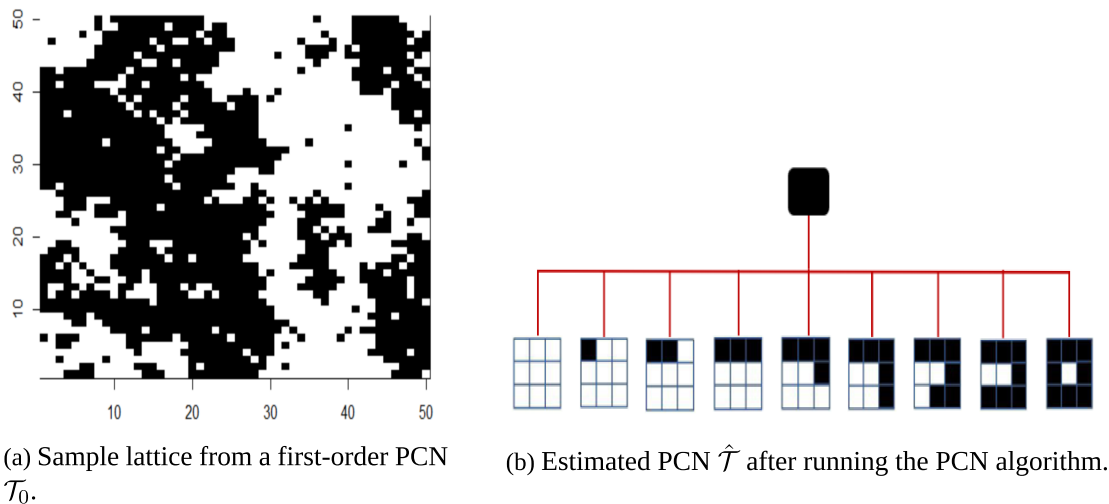 50
40
30
20
10
10 20 30 40 50
(a) Sample lattice from a first-order PCN
𝒯₀.
(b) Estimated PCN 𝒯̂ after running the PCN algorithm.